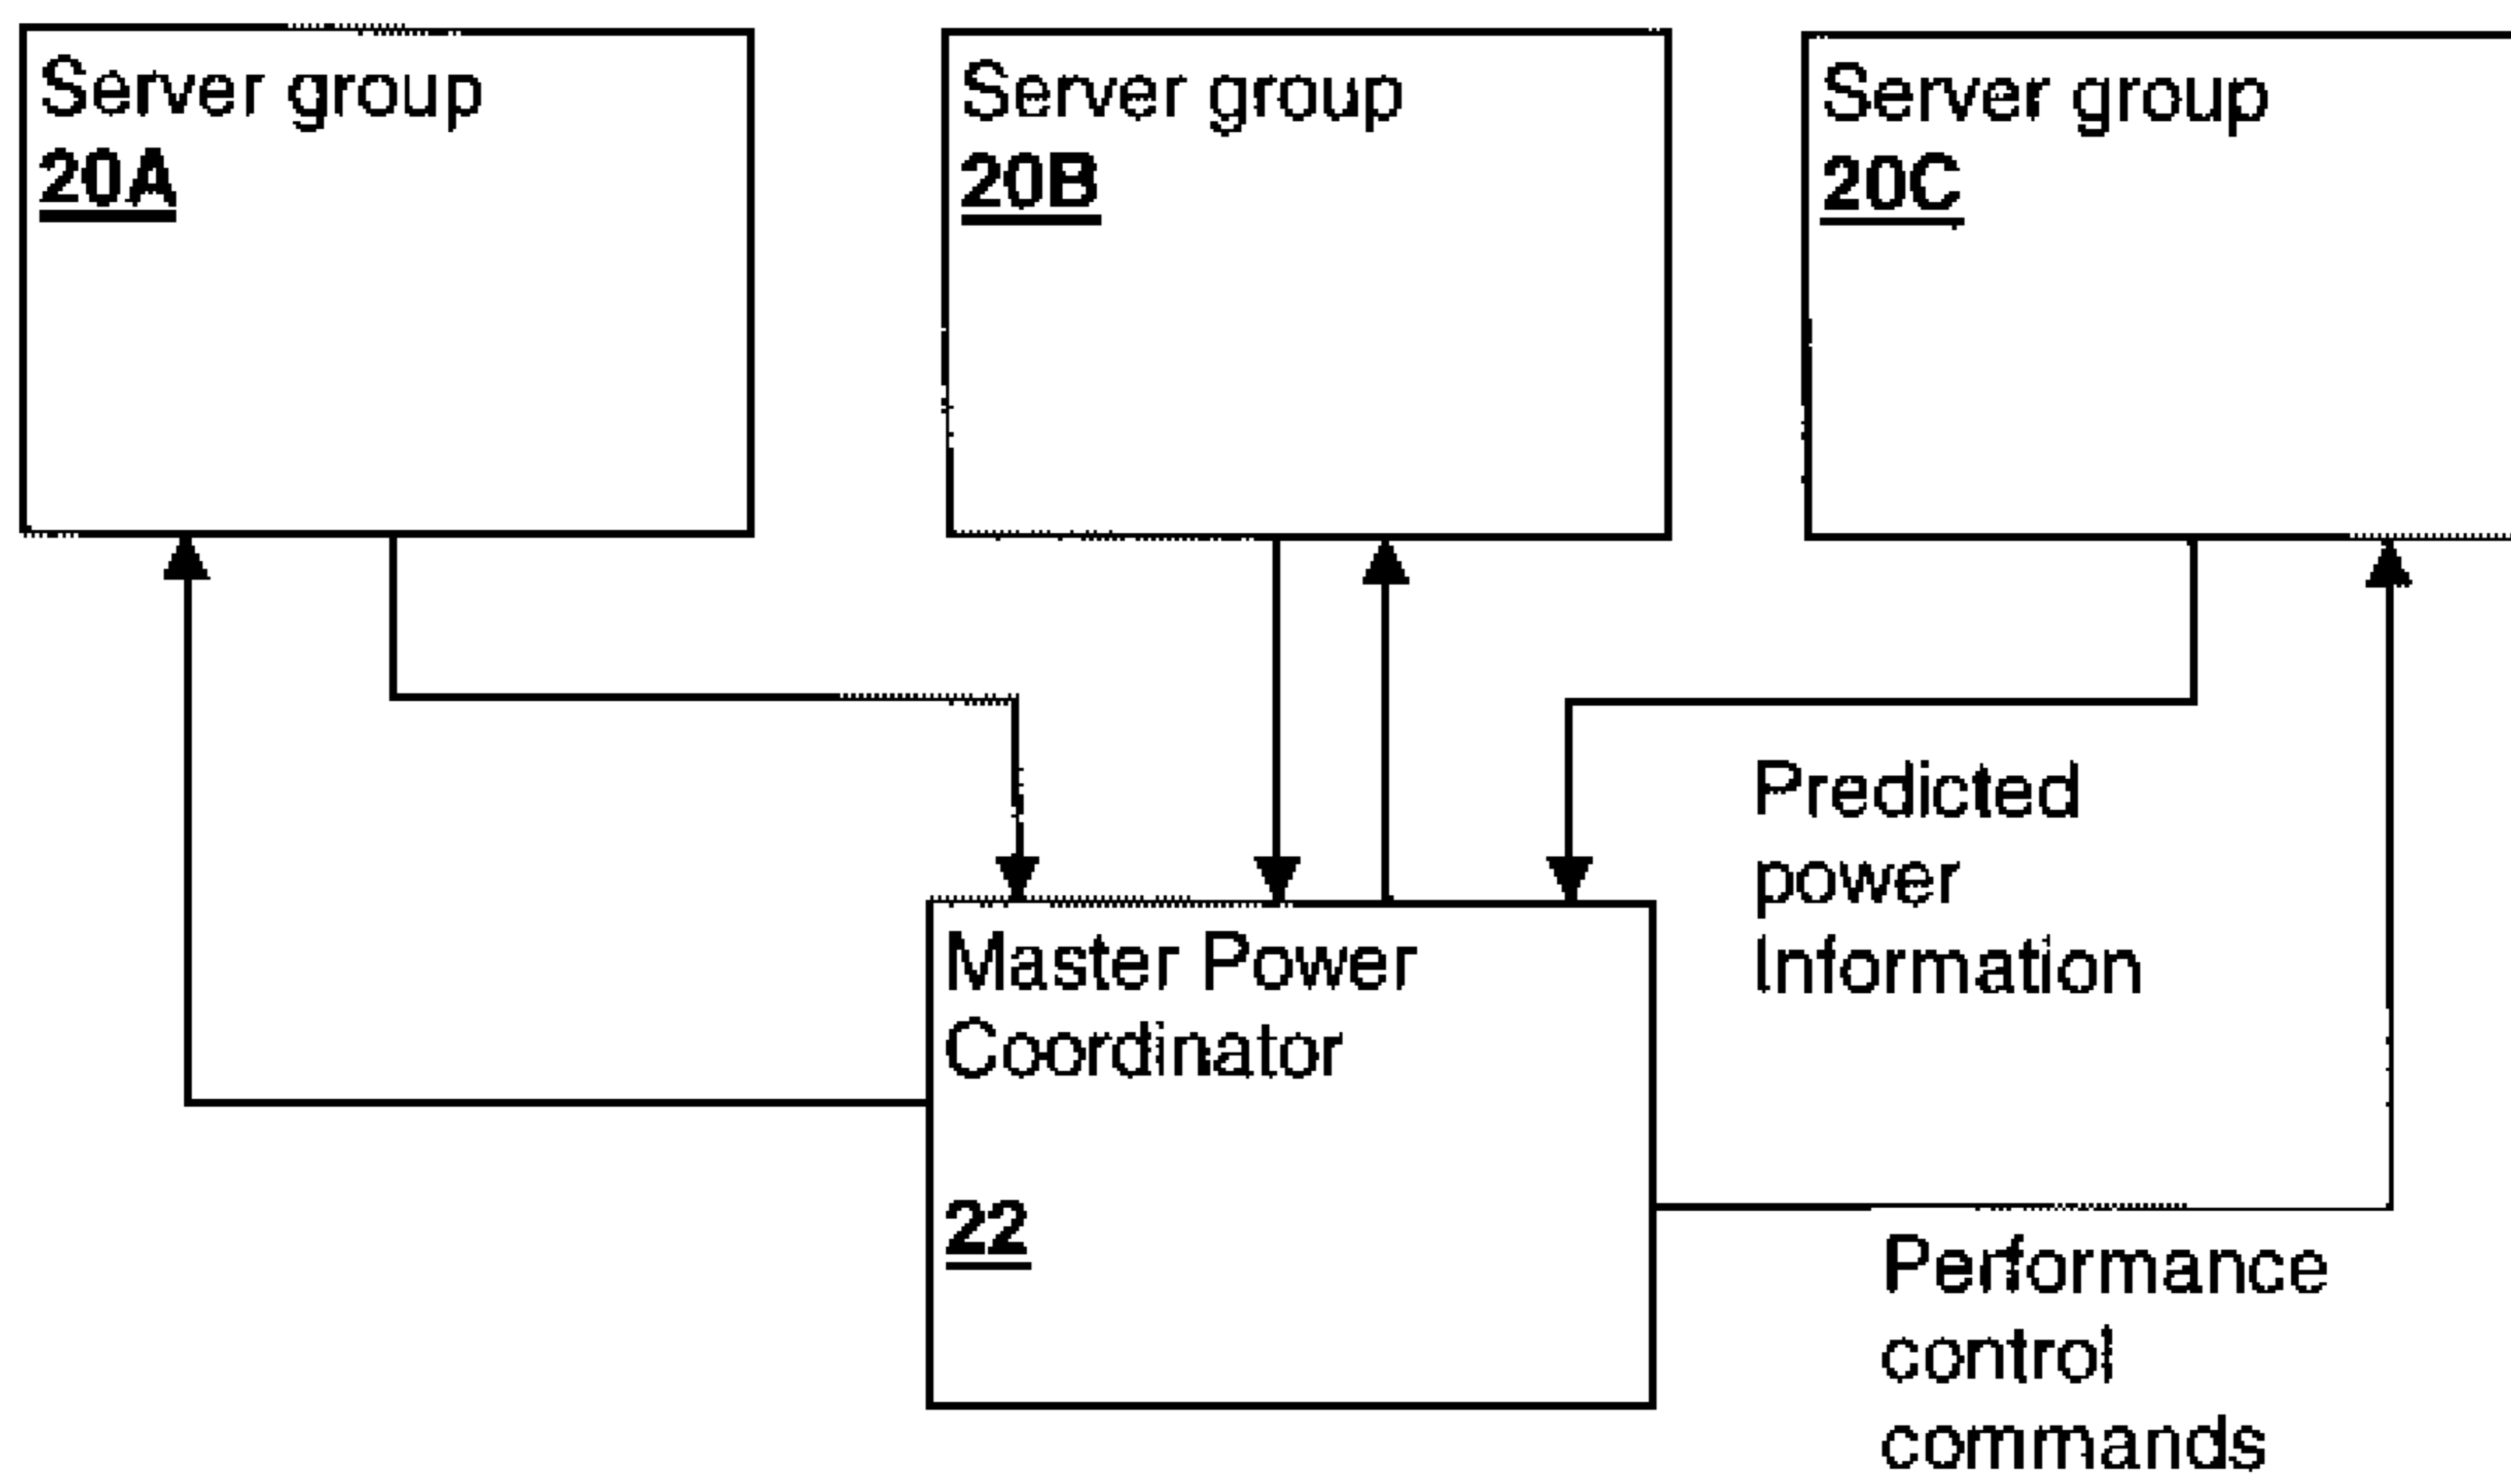 Server group
20A
Server group
20B
Server group
20C
Predicted
power
Information
Master Power
Coordinator
22
Performance
control
commands